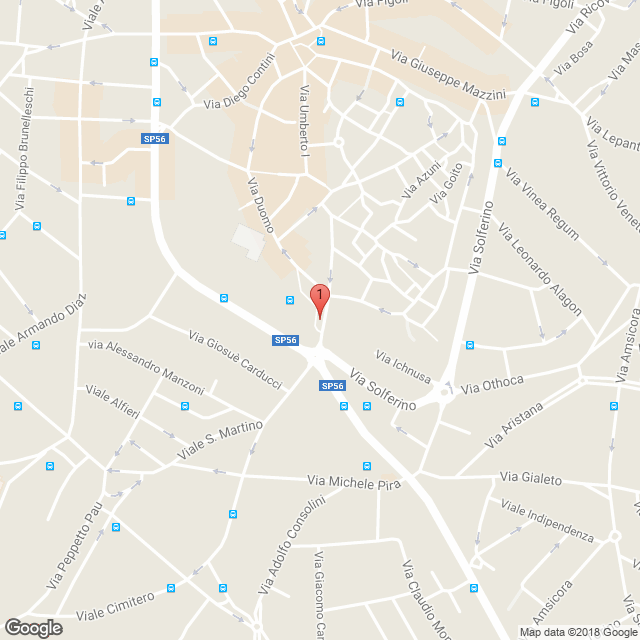 Via Figoli
Viale A
Via Ricov
Via Bosa
Via Mas
Via Giuseppe Mazzini
Via Diego Contini
Via Umberto I
Via Filippo Brunelleschi
Via Lepant
SP56
Via Azuni
Via Goito
Via Vittorio Venet
Via Vinea Regum
Via Duomo
Via Solferino
Via Leonardo Alagon
1
Viale Armando Diaz
Via Amsicora
SP56
Via Giosuè Carducci
via Alessandro Manzoni
Via Ichnusa
SP56
Via Othoca
Viale Alfieri
Via Solferino
Via Aristana
Viale S. Martino
Via Michele Pira
Via Gialeto
Via Peppetto Pau
Via Adolfo Consolini
Viale Indipendenza
Via Giacomo Car
Via Claudio Mon
Amsicora
Viale Cimitero
Google
Map data ©2018 Google